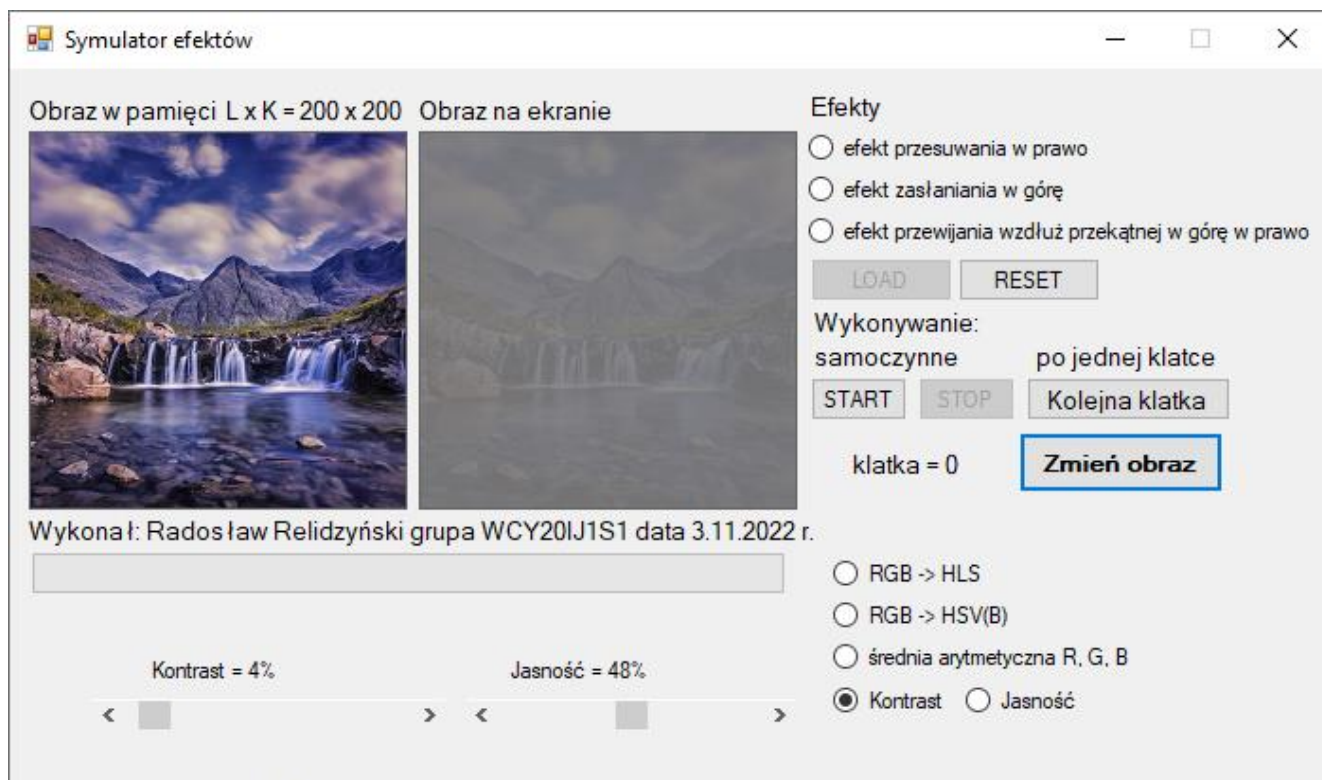 Symulator efektów
Obraz w pamięci L x K = 200 x 200 Obraz na ekranie
Efekty
efekt przesuwania w prawo
efekt zasłaniania w górę
efekt przewijania wzdłuż przekątnej w górę w prawo
LOAD RESET
Wykonywanie:
samoczynne po jednej klatce
START STOP Kolejna klatka
klatka = 0 Zmień obraz
Wykonał: Radosław Relidzyński grupa WCY20IJ1S1 data 3.11.2022 r.
RGB -> HLS
RGB -> HSV(B)
średnia arytmetyczna R, G, B
Kontrast Jasność
Kontrast = 4% Jasność = 48%